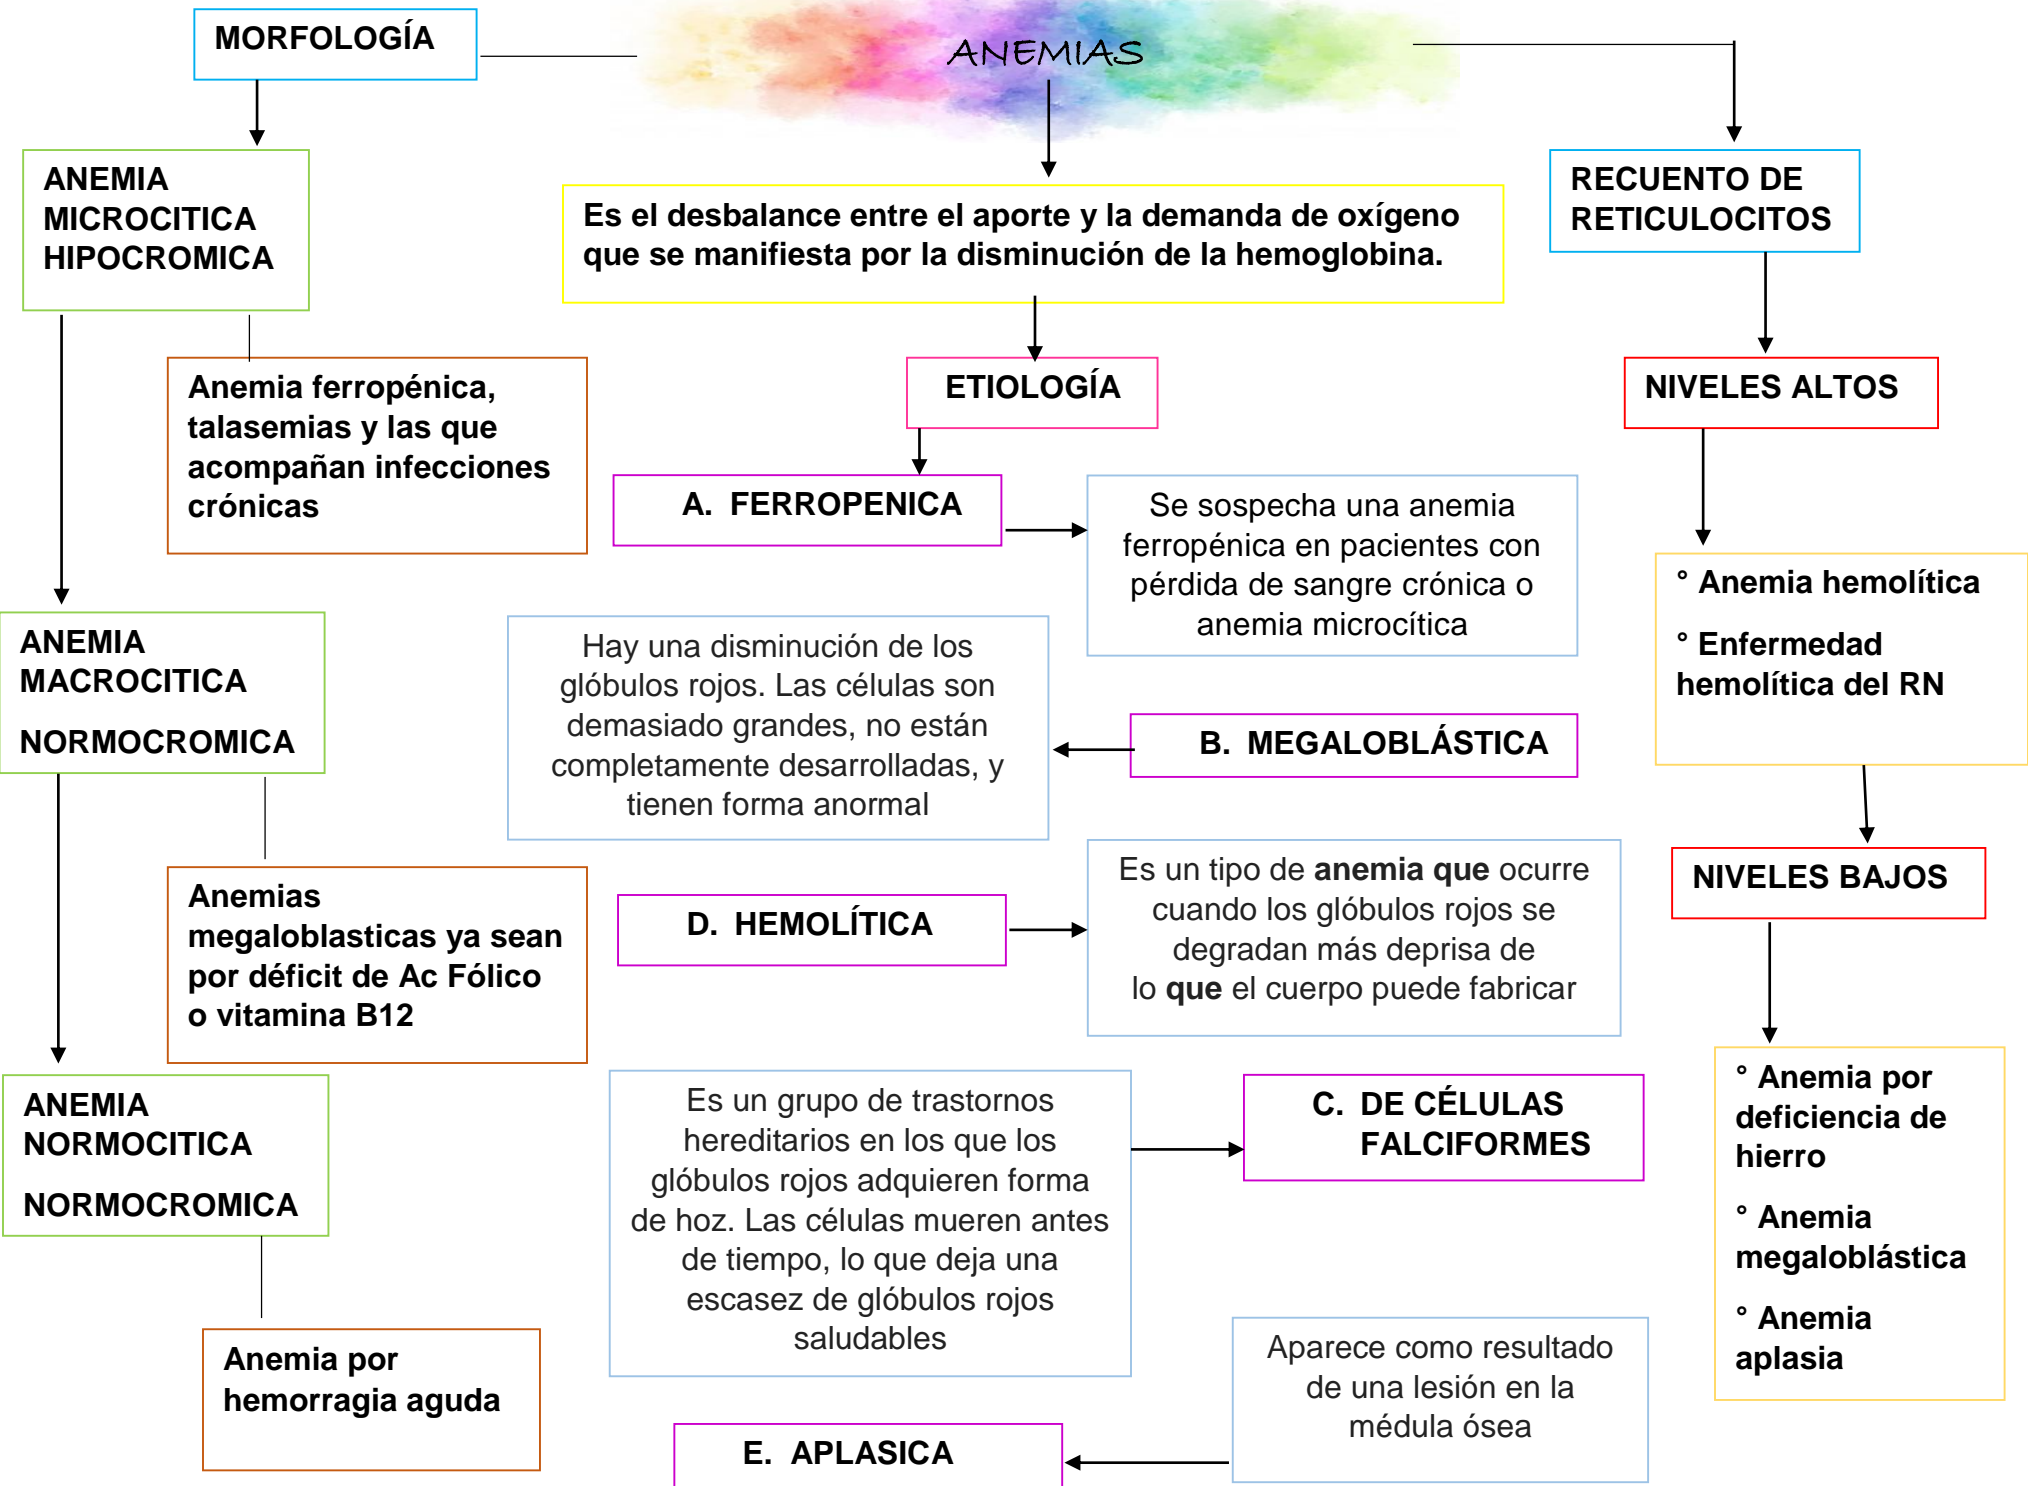 ANEMIAS
MORFOLOGÍA
ANEMIA
MICROCITICA
HIPOCROMICA
Anemia ferropénica,
talasemias y las que
acompañan infecciones
crónicas
ANEMIA
MACROCITICA
NORMOCROMICA
Anemias
megaloblasticas ya sean
por déficit de Ac Fólico
o vitamina B12
ANEMIA
NORMOCITICA
NORMOCROMICA
Anemia por
hemorragia aguda
Es el desbalance entre el aporte y la demanda de oxígeno
que se manifiesta por la disminución de la hemoglobina.
ETIOLOGÍA
A. FERROPENICA
Se sospecha una anemia
ferropénica en pacientes con
pérdida de sangre crónica o
anemia microcítica
B. MEGALOBLÁSTICA
Hay una disminución de los
glóbulos rojos. Las células son
demasiado grandes, no están
completamente desarrolladas, y
tienen forma anormal
D. HEMOLÍTICA
Es un tipo de anemia que ocurre
cuando los glóbulos rojos se
degradan más deprisa de
lo que el cuerpo puede fabricar
C. DE CÉLULAS
FALCIFORMES
Es un grupo de trastornos
hereditarios en los que los
glóbulos rojos adquieren forma
de hoz. Las células mueren antes
de tiempo, lo que deja una
escasez de glóbulos rojos
saludables
E. APLASICA
Aparece como resultado
de una lesión en la
médula ósea
RECUENTO DE
RETICULOCITOS
NIVELES ALTOS
° Anemia hemolítica
° Enfermedad
hemolítica del RN
NIVELES BAJOS
° Anemia por
deficiencia de
hierro
° Anemia
megaloblástica
° Anemia
aplasia